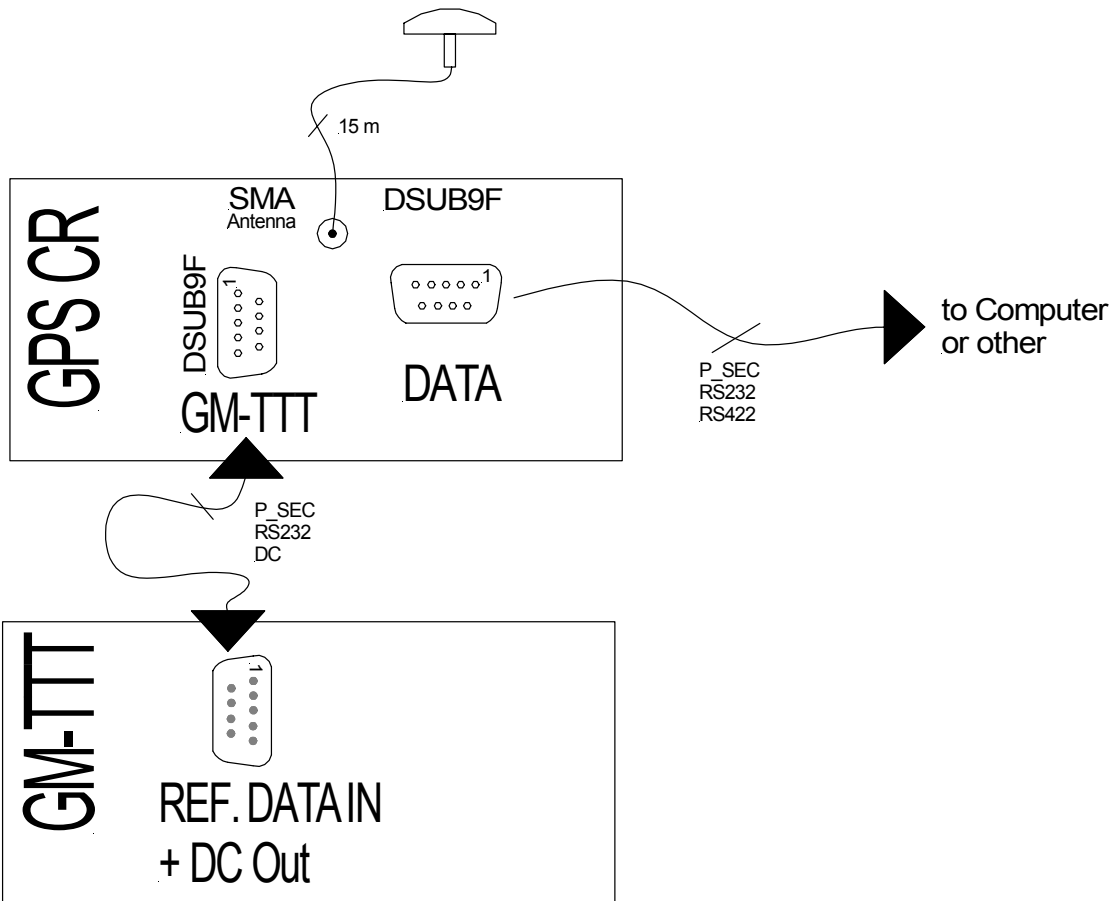 15 m
SMA
Antenna
DSUB9F
GPS CR
DSUB9F
1
1
GM-TTT
DATA
to Computer
or other
P_SEC
RS232
RS422
P_SEC
RS232
DC
GM-TTT
1
REF. DATA IN
+ DC Out